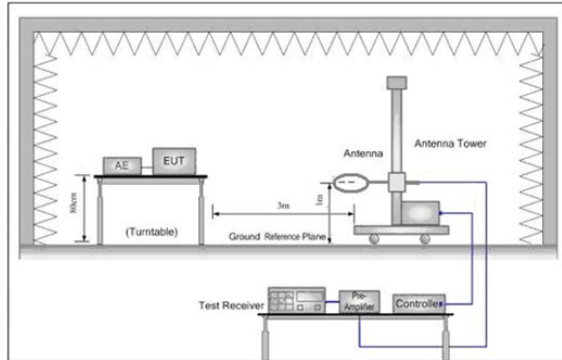 Antenna
Antenna Tower
AE
EUT
80cm
(Turntable)
3m
1m
Ground Reference Plane
Test Receiver
Pre-
Amplifier
Controller